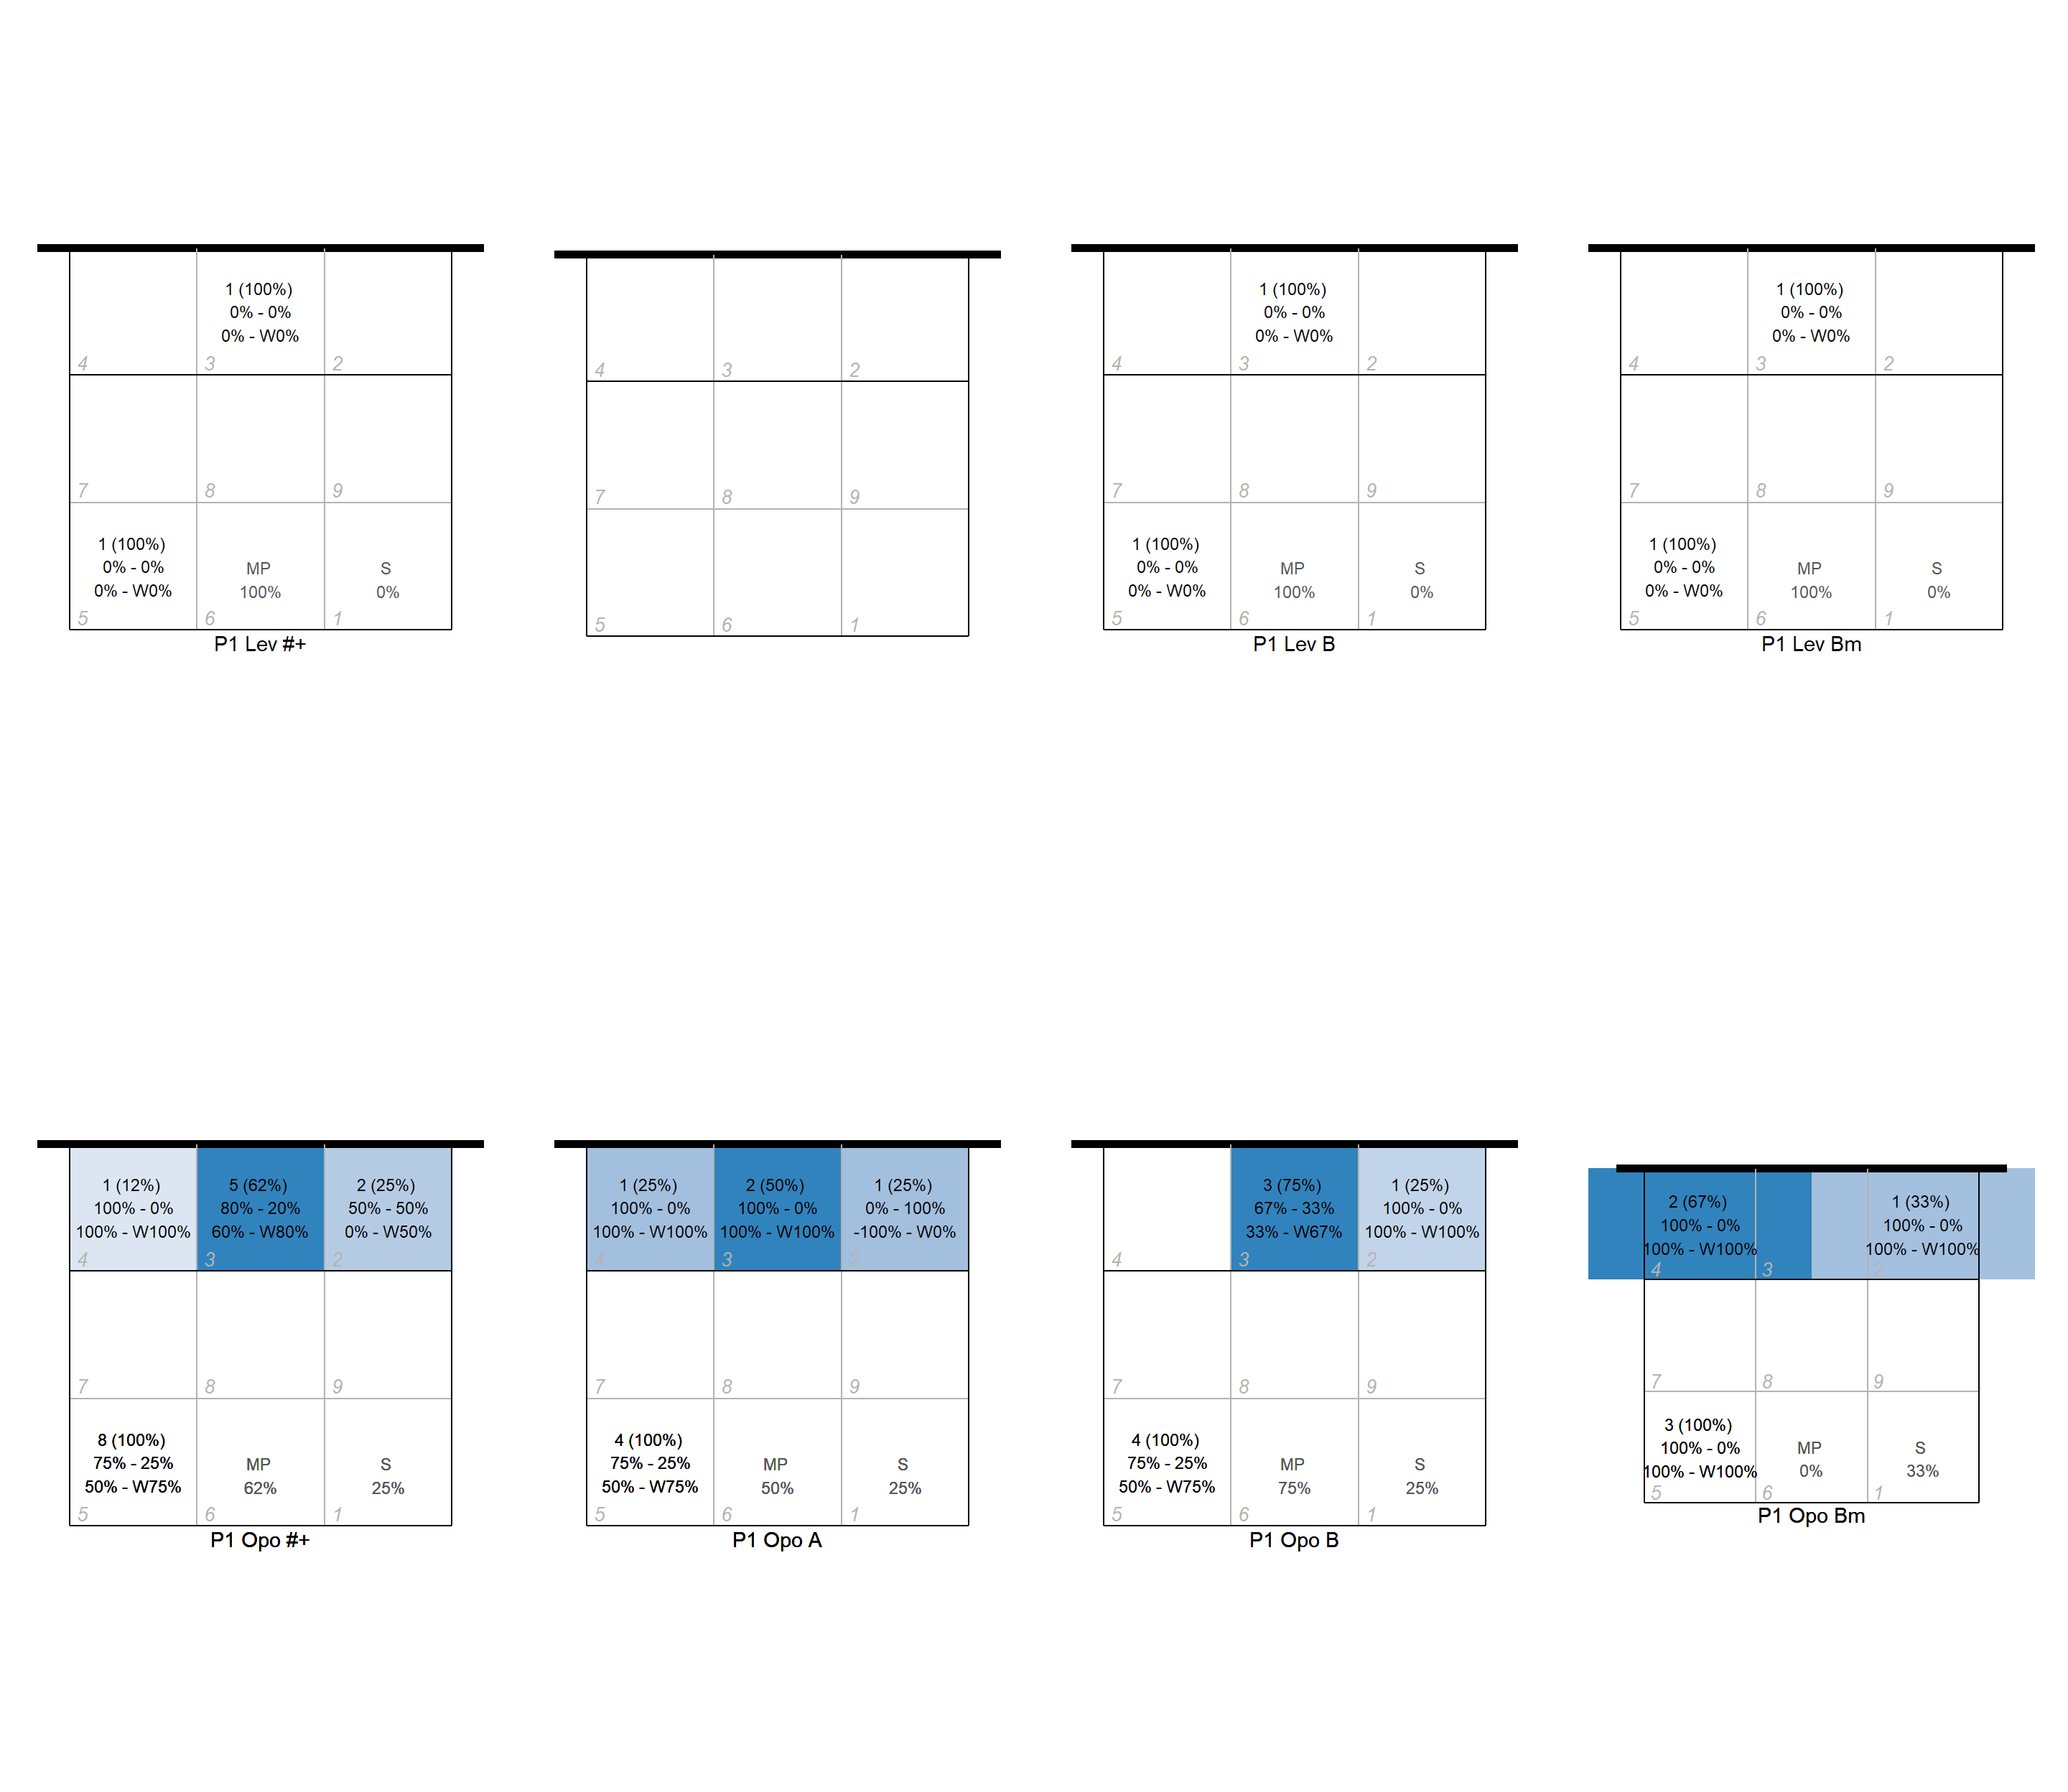 1 (100%)
0% - 0%
0% - W0%
4 3 2
7 8 9
1 (100%)
0% - 0%
0% - W0%
MP
100%
S
0%
5 6 1
P1 Lev #+
4 3 2
7 8 9
5 6 1
1 (100%)
0% - 0%
0% - W0%
4 3 2
7 8 9
1 (100%)
0% - 0%
0% - W0%
MP
100%
S
0%
5 6 1
P1 Lev B
1 (100%)
0% - 0%
0% - W0%
4 3 2
7 8 9
1 (100%)
0% - 0%
0% - W0%
MP
100%
S
0%
5 6 1
P1 Lev Bm
1 (12%)
100% - 0%
100% - W100%
5 (62%)
80% - 20%
60% - W80%
2 (25%)
50% - 50%
0% - W50%
4 3 2
7 8 9
8 (100%)
75% - 25%
50% - W75%
MP
62%
S
25%
5 6 1
P1 Opo #+
1 (25%)
100% - 0%
100% - W100%
2 (50%)
100% - 0%
100% - W100%
1 (25%)
0% - 100%
-100% - W0%
4 3 2
7 8 9
4 (100%)
75% - 25%
50% - W75%
MP
50%
S
25%
5 6 1
P1 Opo A
3 (75%)
67% - 33%
33% - W67%
1 (25%)
100% - 0%
100% - W100%
4 3 2
7 8 9
4 (100%)
75% - 25%
50% - W75%
MP
75%
S
25%
5 6 1
P1 Opo B
2 (67%)
100% - 0%
100% - W100%
1 (33%)
100% - 0%
100% - W100%
4 3 2
7 8 9
3 (100%)
100% - 0%
100% - W100%
MP
0%
S
33%
5 6 1
P1 Opo Bm